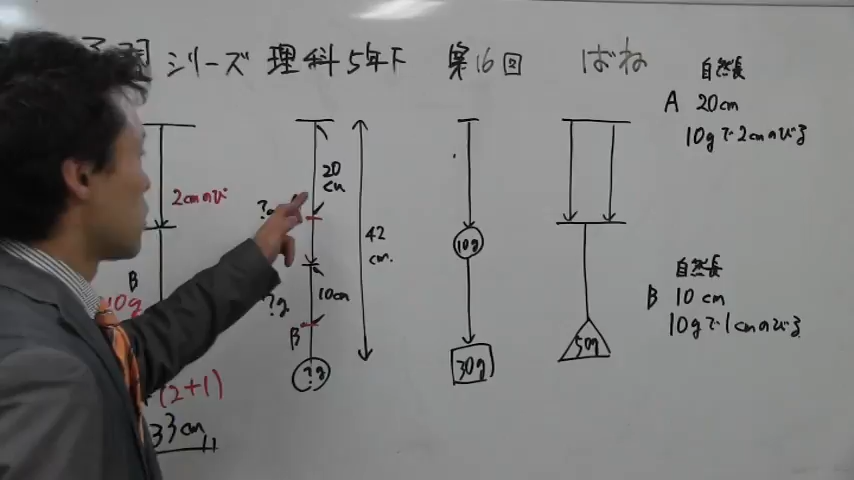 シリーズ 理科5年下 第16回 ばね
自然長
A 20cm
10gで2cmのびる
自然長
B 10cm
10gで1cmのびる
2cmのび
B
10g
(2+1)
33cm
20
cm
?g
42
cm.
10cm
?g
B
?g
10g
30g
50g